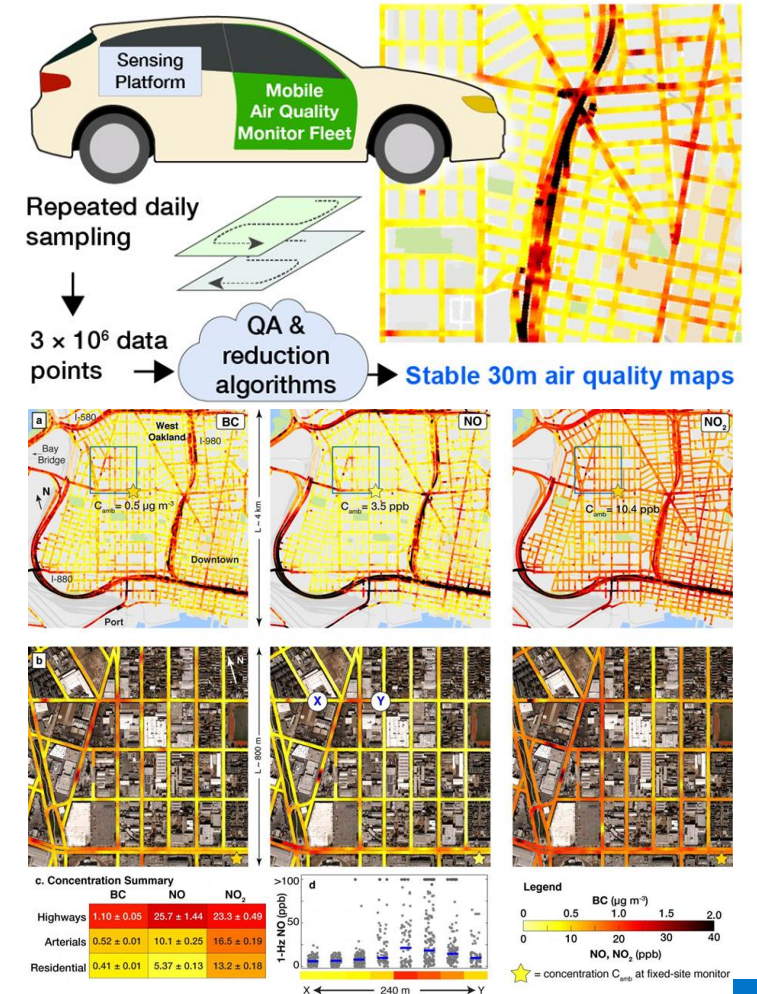 Sensing
Platform
Mobile
Air Quality
Monitor Fleet
Repeated daily
sampling
3 × 10⁶ data
points
QA &
reduction
algorithms
Stable 30m air quality maps
a
I-580
West
Oakland
BC
I-980
Bay
Bridge
N
C_amb = 0.5 µg m⁻³
Downtown
I-880
Port
L ~ 4 km
NO
C_amb = 3.5 ppb
NO₂
C_amb = 10.4 ppb
b
N
L ~ 800 m
X
Y
c. Concentration Summary
BC NO NO₂
Highways 1.10 ± 0.05 25.7 ± 1.44 23.3 ± 0.49
Arterials 0.52 ± 0.01 10.1 ± 0.25 16.5 ± 0.19
Residential 0.41 ± 0.01 5.37 ± 0.13 13.2 ± 0.18
d
1-Hz NO (ppb)
>100
50
0
X 240 m Y
Legend
BC (µg m⁻³)
0 0.5 1.0 1.5 2.0
0 10 20 30 40
NO, NO₂ (ppb)
= concentration C_amb at fixed-site monitor